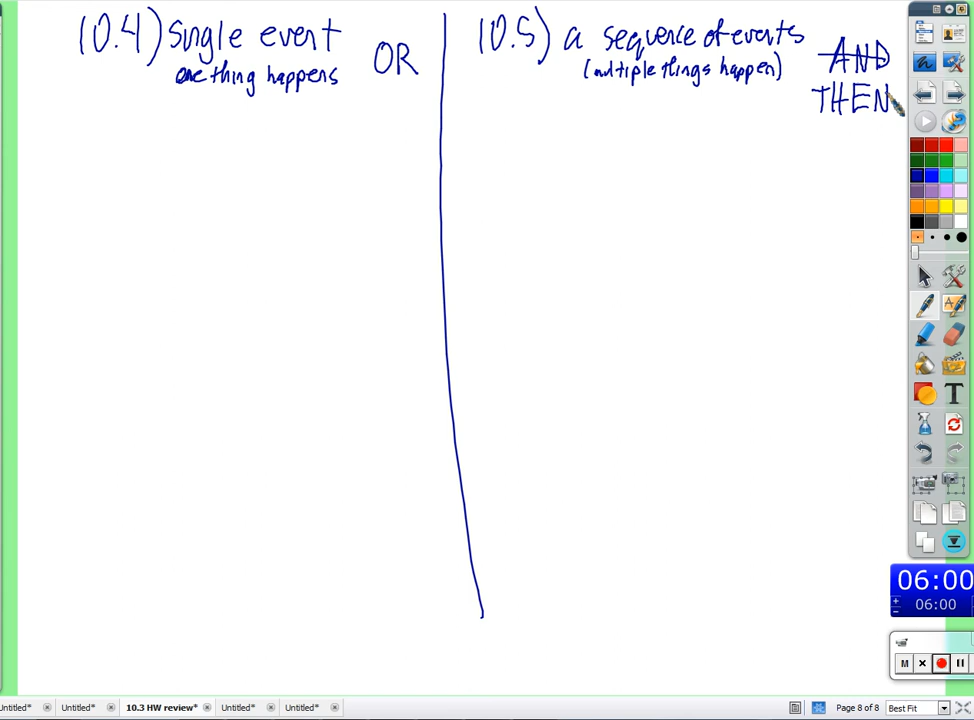 10.4) Single event
one thing happens
OR
10.5) a sequence of events
(multiple things happen)
AND
THEN
06:00
06:00
M
Untitled*
Untitled*
10.3 HW review*
Untitled*
Untitled*
Page 8 of 8
Best Fit